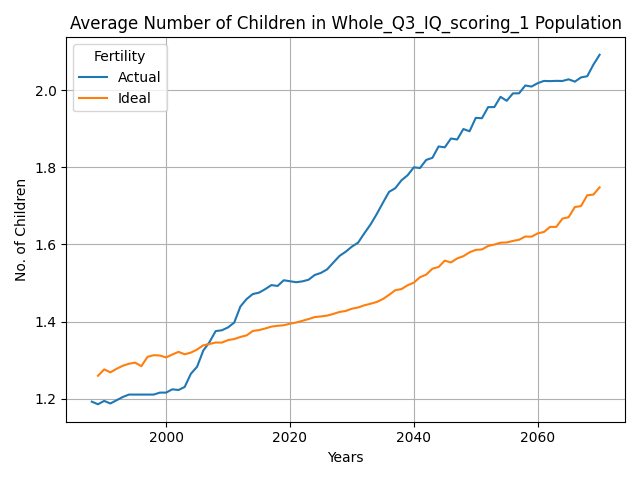 Average Number of Children in Whole_Q3_IQ_scoring_1 Population
Fertility
Actual
Ideal
No. of Children
2.0
1.8
1.6
1.4
1.2
2000
2020
2040
2060
Years